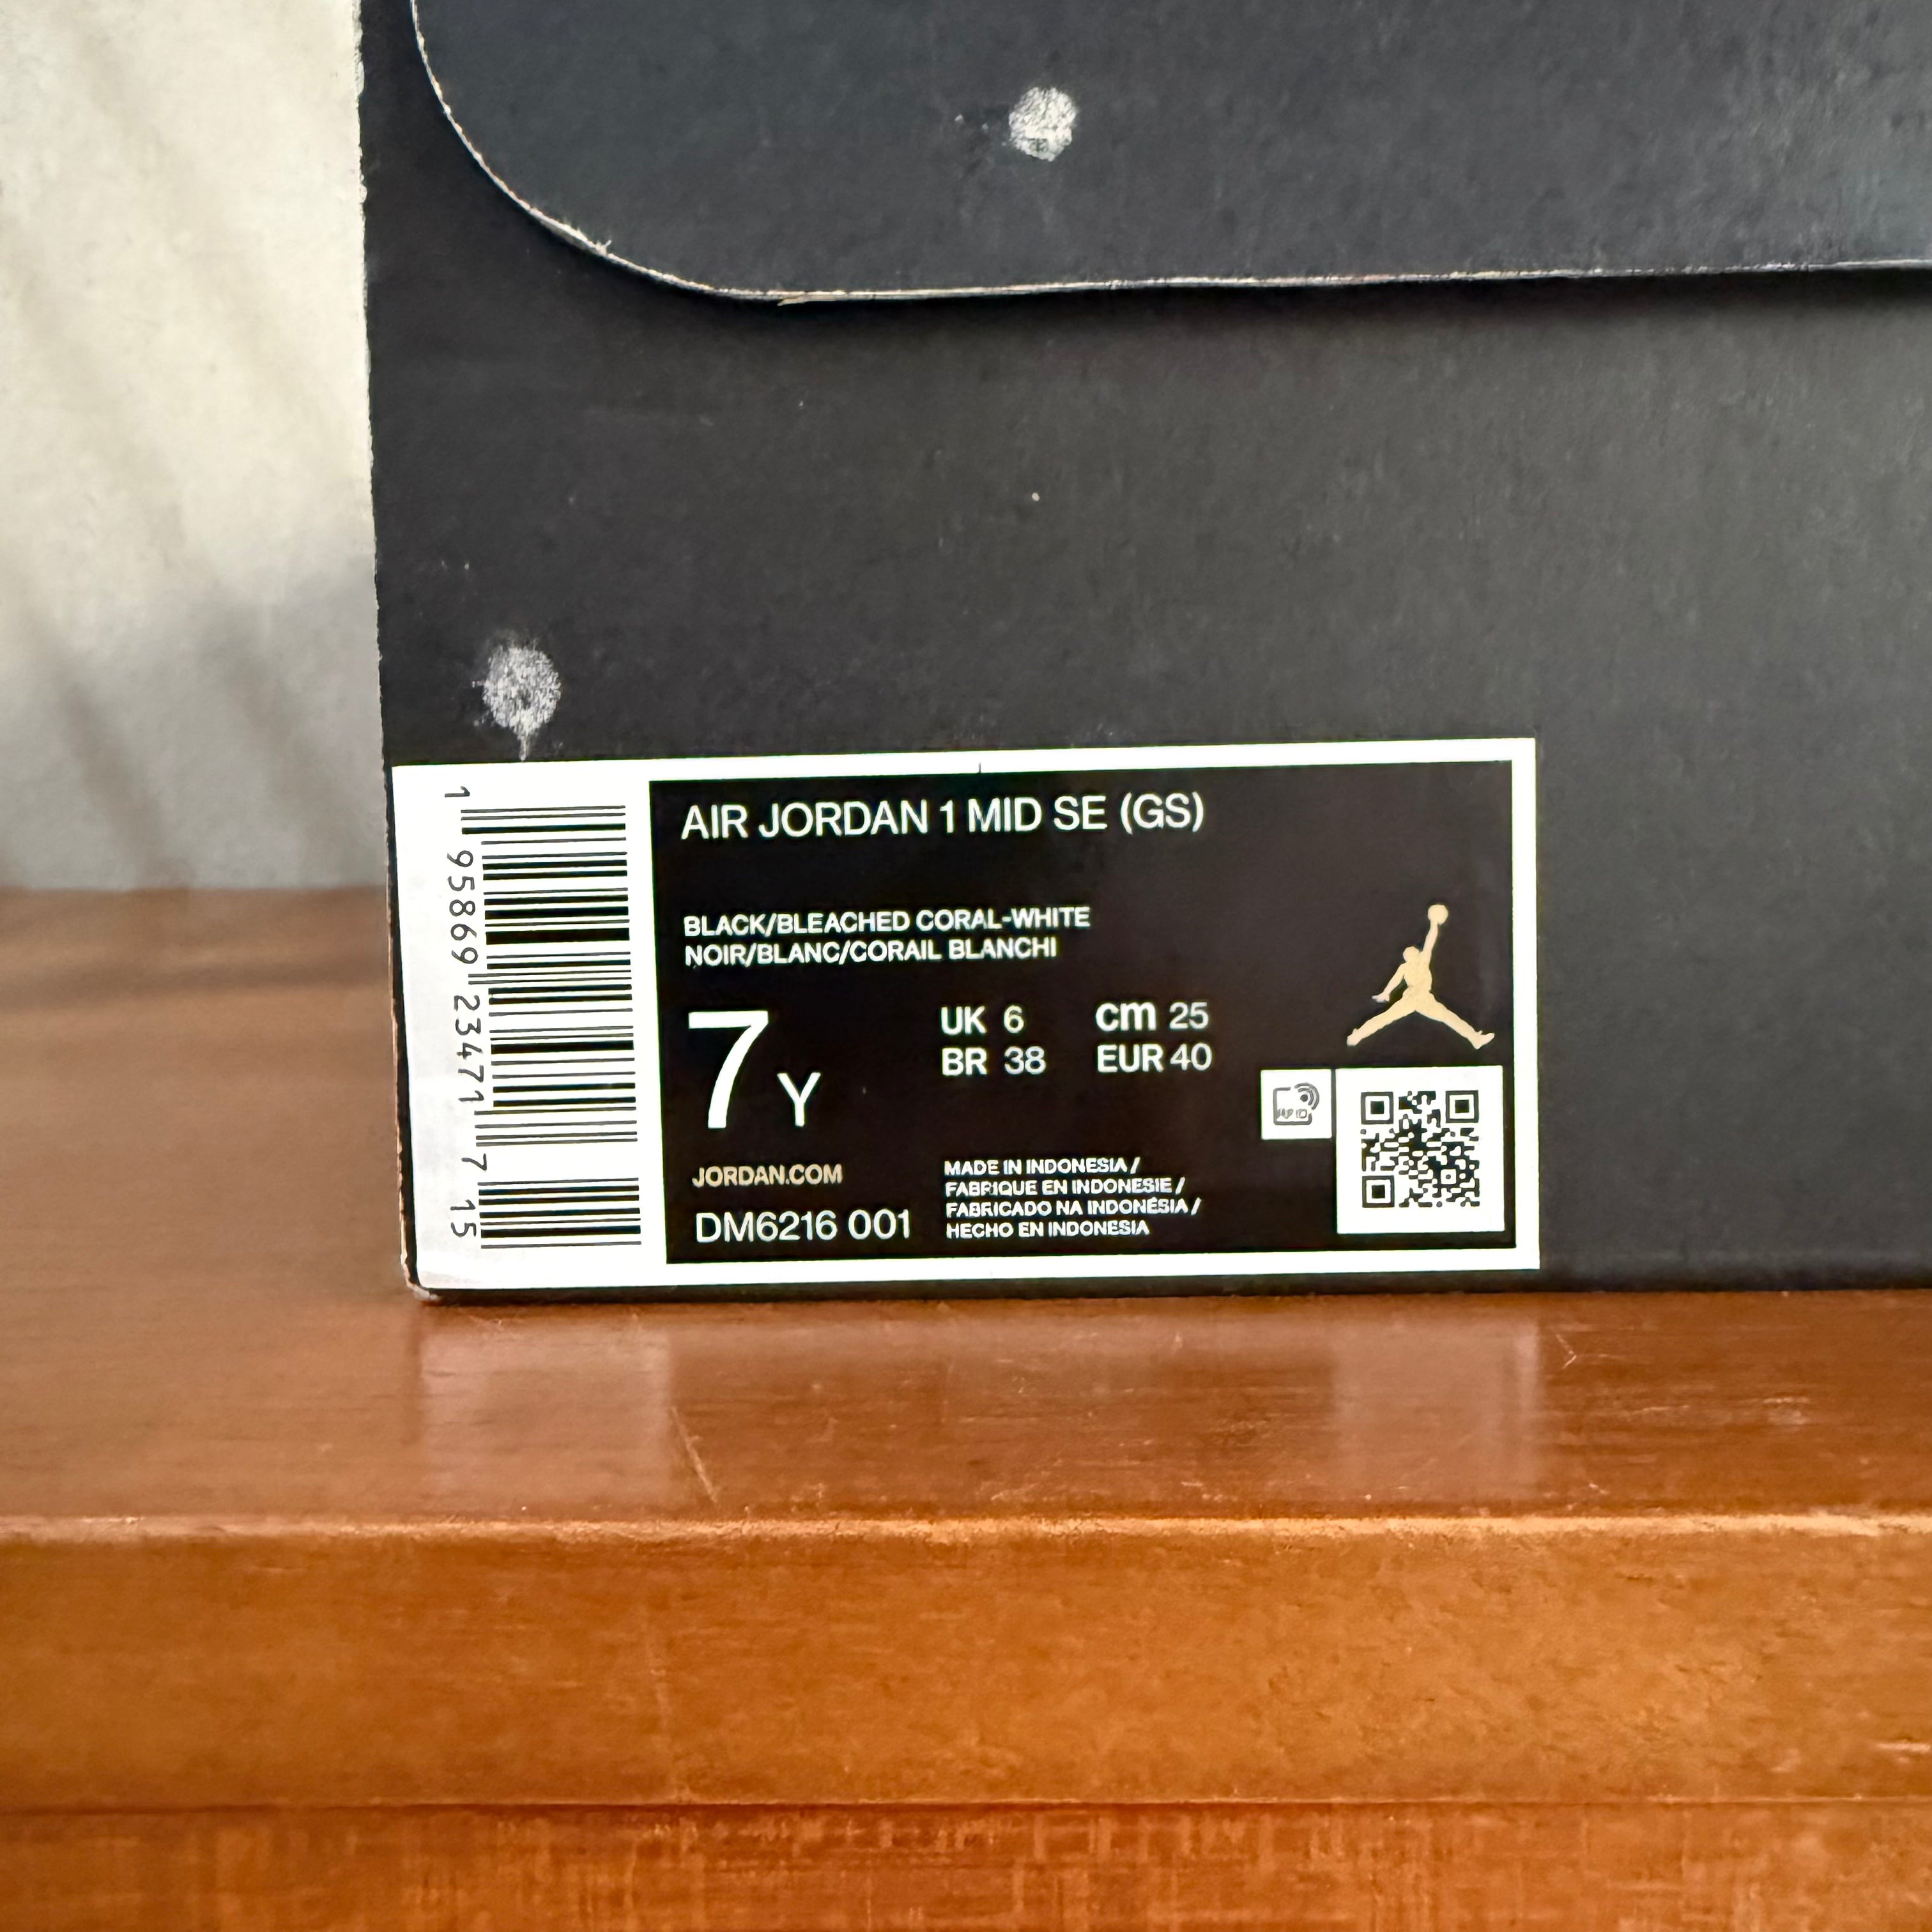 1 95869 23471 7 15
AIR JORDAN 1 MID SE (GS)
BLACK/BLEACHED CORAL-WHITE
NOIR/BLANC/CORAIL BLANCHI
7 Y
UK 6 cm 25
BR 38 EUR 40
JORDAN.COM
DM6216 001
MADE IN INDONESIA /
FABRIQUE EN INDONESIE /
FABRICADO NA INDONÉSIA /
HECHO EN INDONESIA